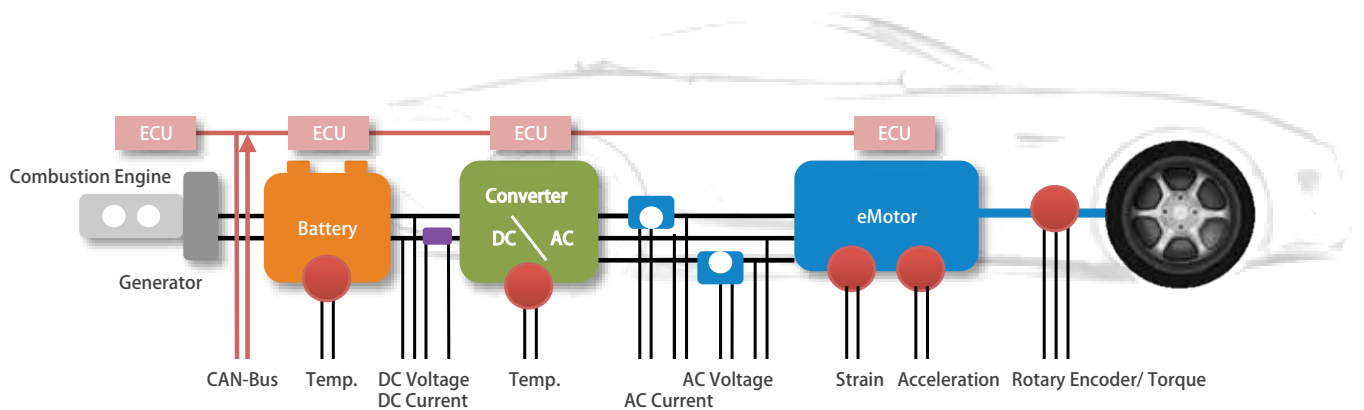 ECU
ECU
ECU
ECU
Combustion Engine
Converter
DC
AC
Battery
eMotor
Generator
CAN-Bus
Temp.
DC Voltage
DC Current
Temp.
AC Voltage
AC Current
Strain
Acceleration
Rotary Encoder/ Torque